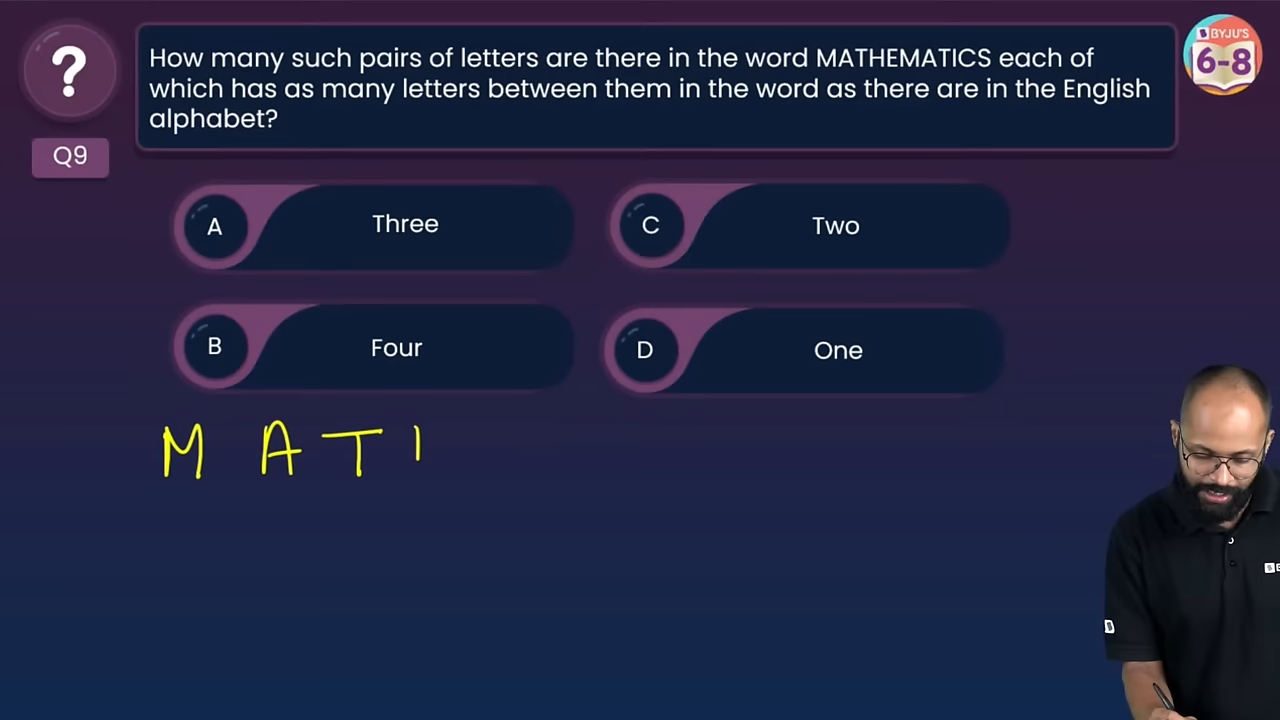 ?
How many such pairs of letters are there in the word MATHEMATICS each of
which has as many letters between them in the word as there are in the English
alphabet?
BYJU'S
6-8
Q9
A Three
C Two
B Four
D One
M A T